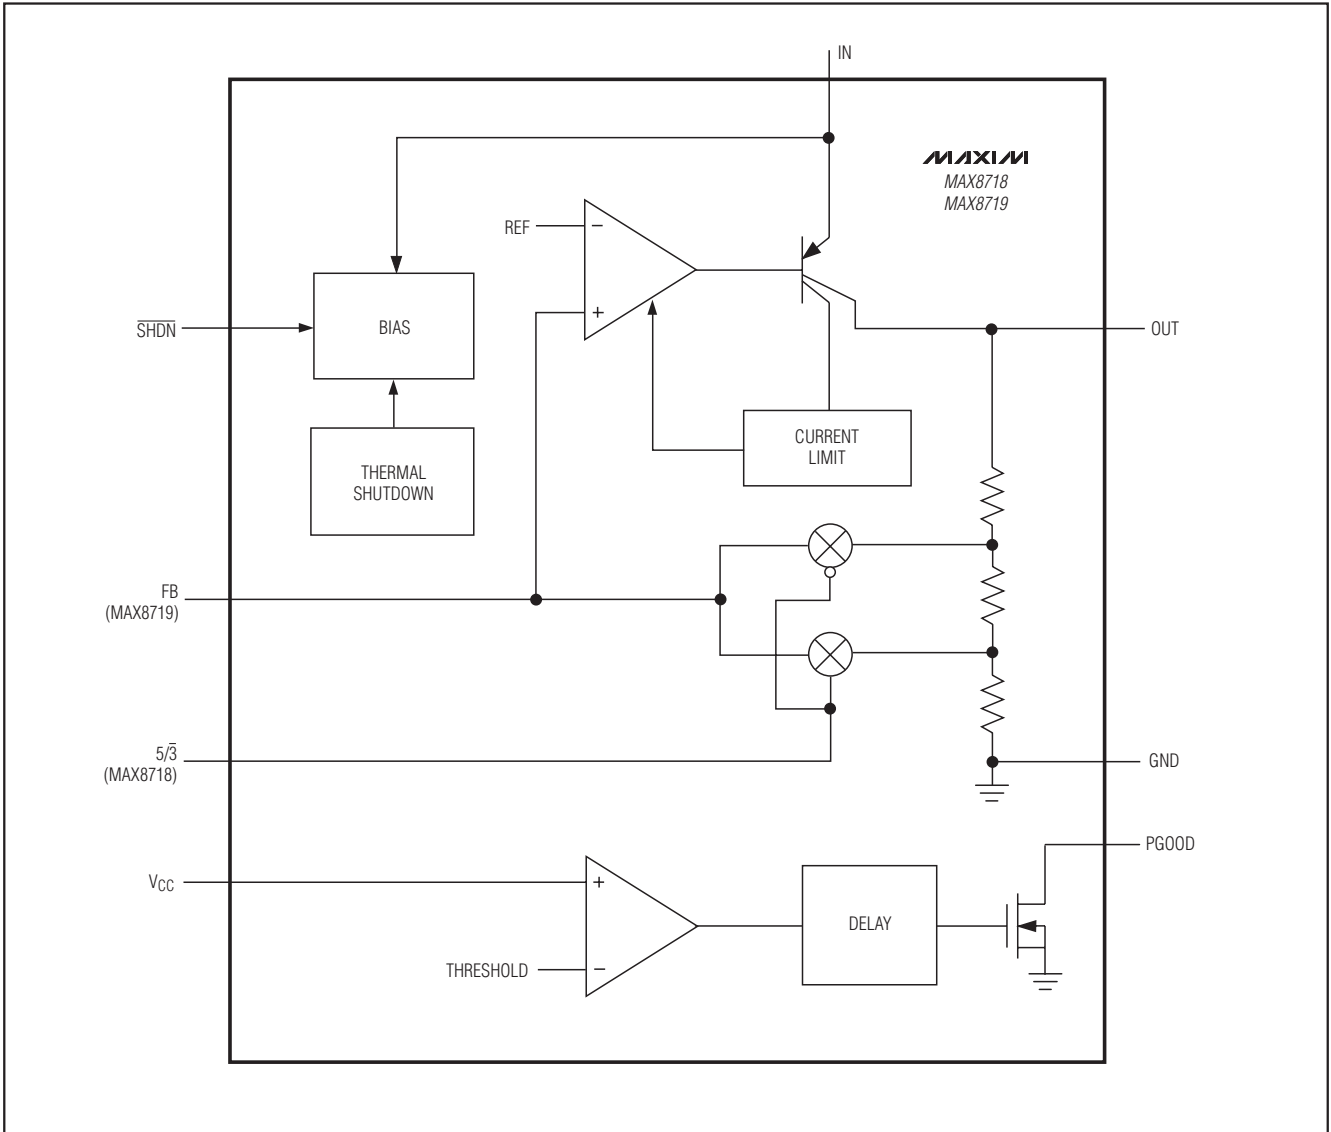 IN
MAXIM
MAX8718
MAX8719
REF
−
+
SHDN
BIAS
OUT
CURRENT
LIMIT
THERMAL
SHUTDOWN
FB
(MAX8719)
5/3̅
(MAX8718)
GND
PGOOD
VCC
+
DELAY
THRESHOLD
−